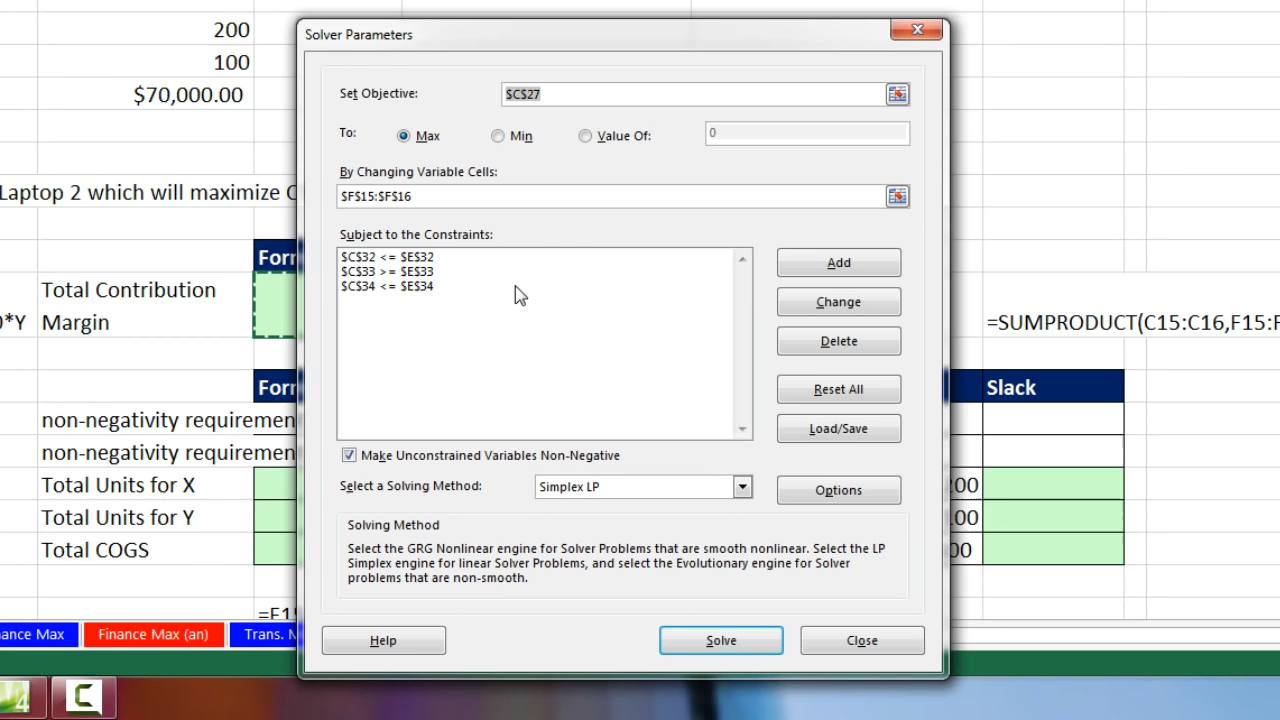 200
100
$70,000.00
Laptop 2 which will maximize C
Solver Parameters
Set Objective:
$C$27
To:
Max
Min
Value Of:
0
By Changing Variable Cells:
$F$15:$F$16
Subject to the Constraints:
$C$32 <= $E$32
$C$33 >= $E$33
$C$34 <= $E$34
Add
Change
Delete
Reset All
Load/Save
Make Unconstrained Variables Non-Negative
Select a Solving Method:
Simplex LP
Options
Solving Method
Select the GRG Nonlinear engine for Solver Problems that are smooth nonlinear. Select the LP
Simplex engine for linear Solver Problems, and select the Evolutionary engine for Solver
problems that are non-smooth.
Help
Solve
Close
Forn
Total Contribution
0*Y Margin
=SUMPRODUCT(C15:C16,F15:F
Forn
Slack
non-negativity requiremen
non-negativity requiremen
Total Units for X
200
Total Units for Y
100
Total COGS
00
=F15
nance Max
Finance Max (an)
Trans. M
4
C